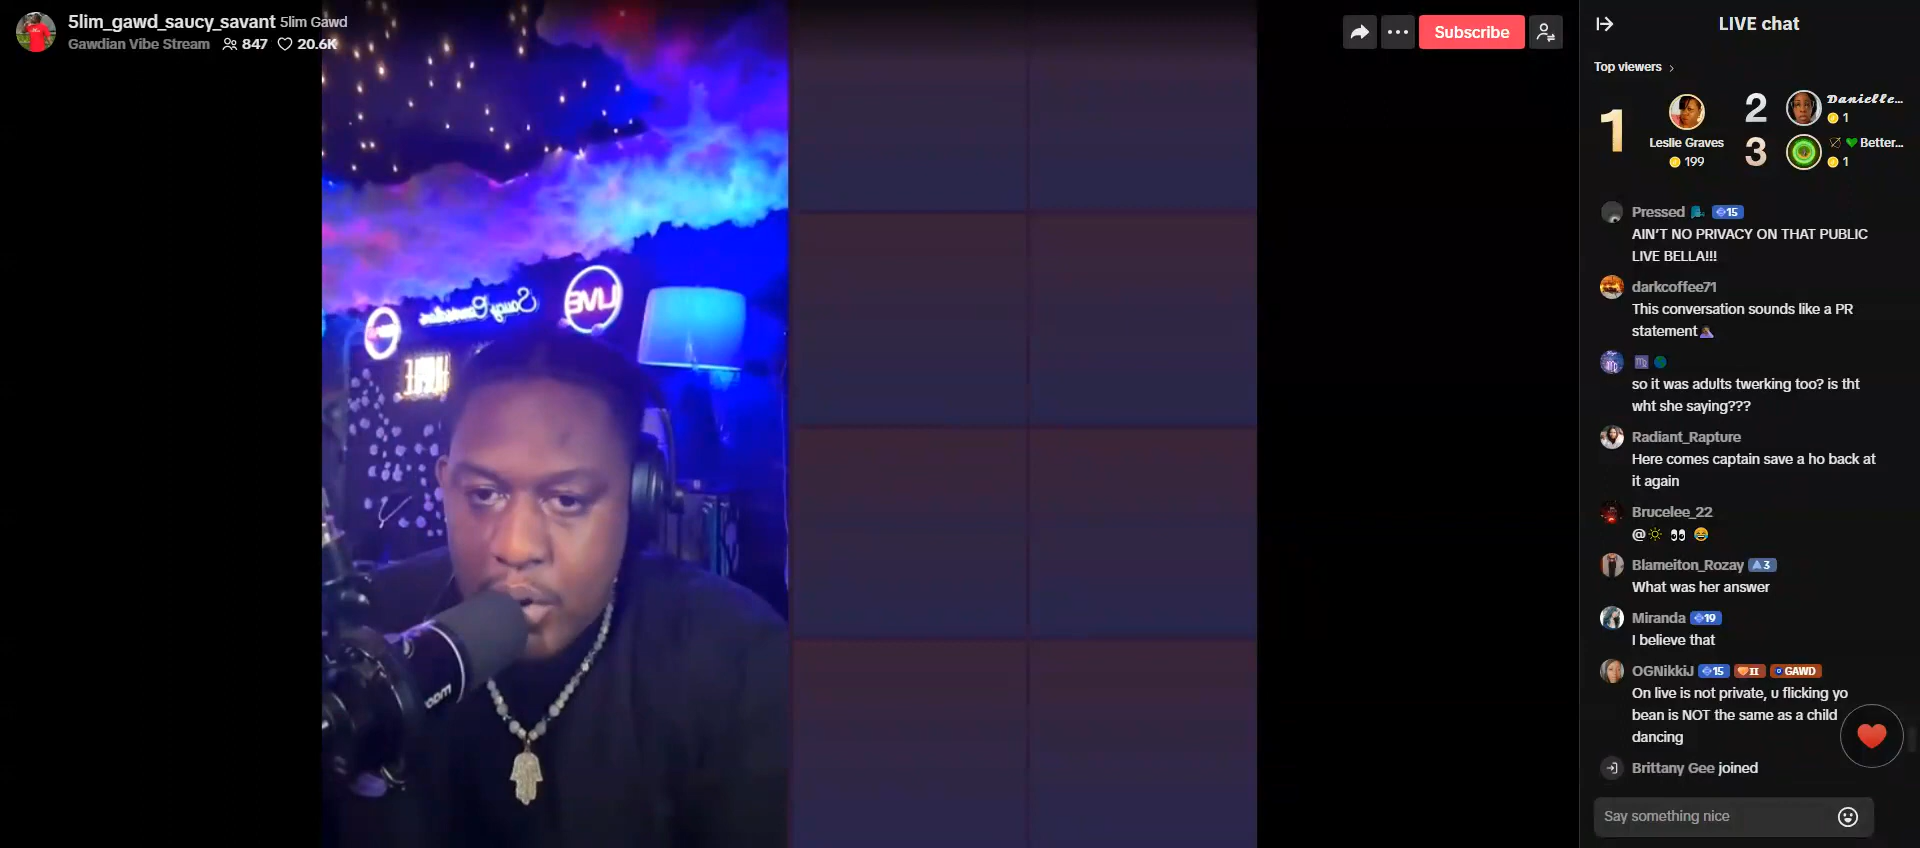 5lim_gawd_saucy_savant 5lim Gawd
Gawdian Vibe Stream 847 20.6K
Subscribe
LIVE
zoom
LIVE chat
Top viewers >
1
Leslie Graves
199
2
Danielle...
1
3
Better...
1
Pressed 15
AIN'T NO PRIVACY ON THAT PUBLIC
LIVE BELLA!!!
darkcoffee71
This conversation sounds like a PR
statement
so it was adults twerking too? is tht
wht she saying???
Radiant_Rapture
Here comes captain save a ho back at
it again
Brucelee_22
@☀️ 👀 😂
Blameiton_Rozay 3
What was her answer
Miranda 19
I believe that
OGNikkiJ 15 II GAWD
On live is not private, u flicking yo
bean is NOT the same as a child
dancing
Brittany Gee joined
Say something nice